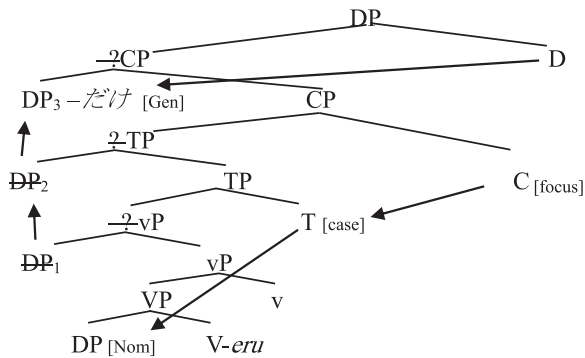 DP
?CP D
DP3 –だけ [Gen] CP
?TP
DP2 TP C [focus]
?vP T [case]
DP1 vP
VP v
DP [Nom] V-eru